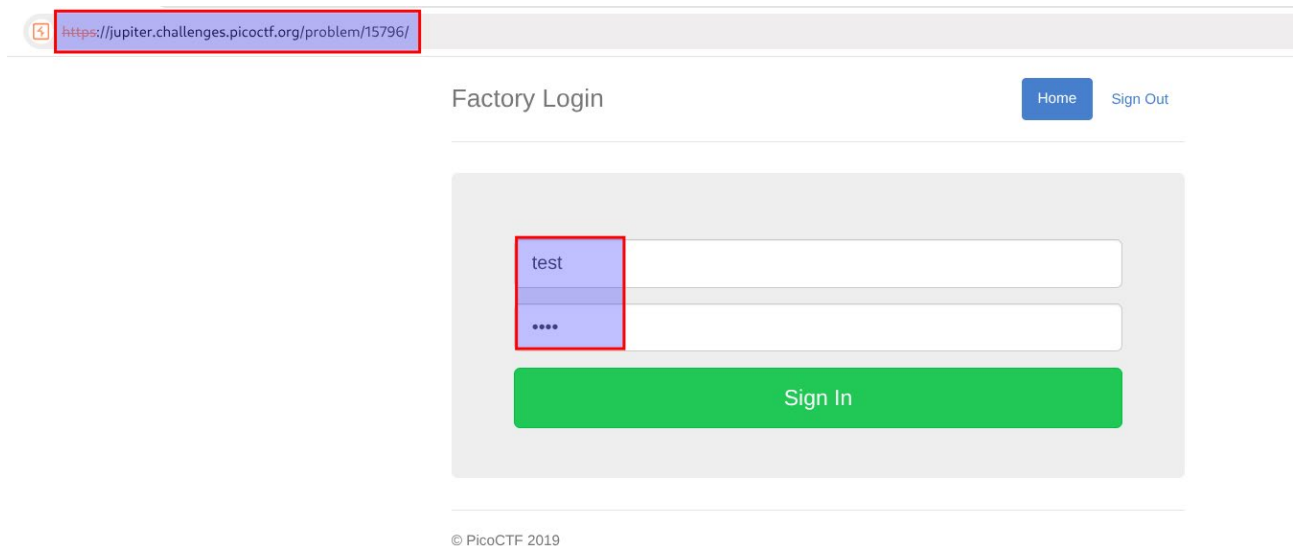 https://jupiter.challenges.picoctf.org/problem/15796/
Factory Login
Home Sign Out
test
••••
Sign In
© PicoCTF 2019